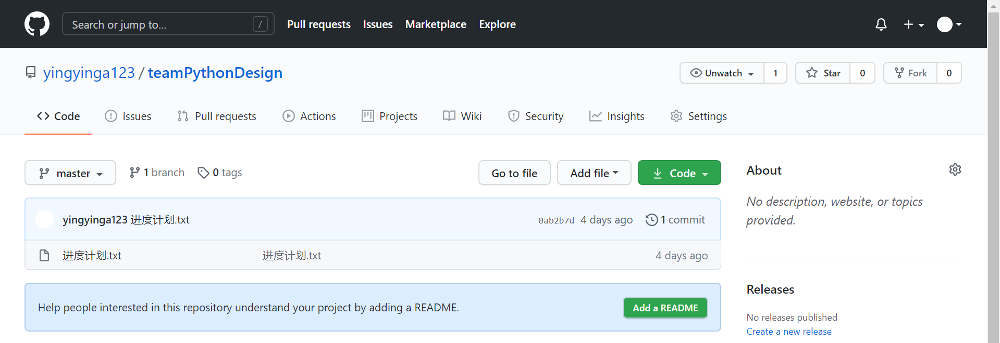 Search or jump to... / Pull requests Issues Marketplace Explore
yingyinga123 / teamPythonDesign Unwatch 1 Star 0 Fork 0
Code Issues Pull requests Actions Projects Wiki Security Insights Settings
master 1 branch 0 tags Go to file Add file Code
About
No description, website, or topics
provided.
yingyinga123 进度计划.txt 0ab2b7d 4 days ago 1 commit
进度计划.txt 进度计划.txt 4 days ago
Releases
Help people interested in this repository understand your project by adding a README. Add a README
No releases published
Create a new release